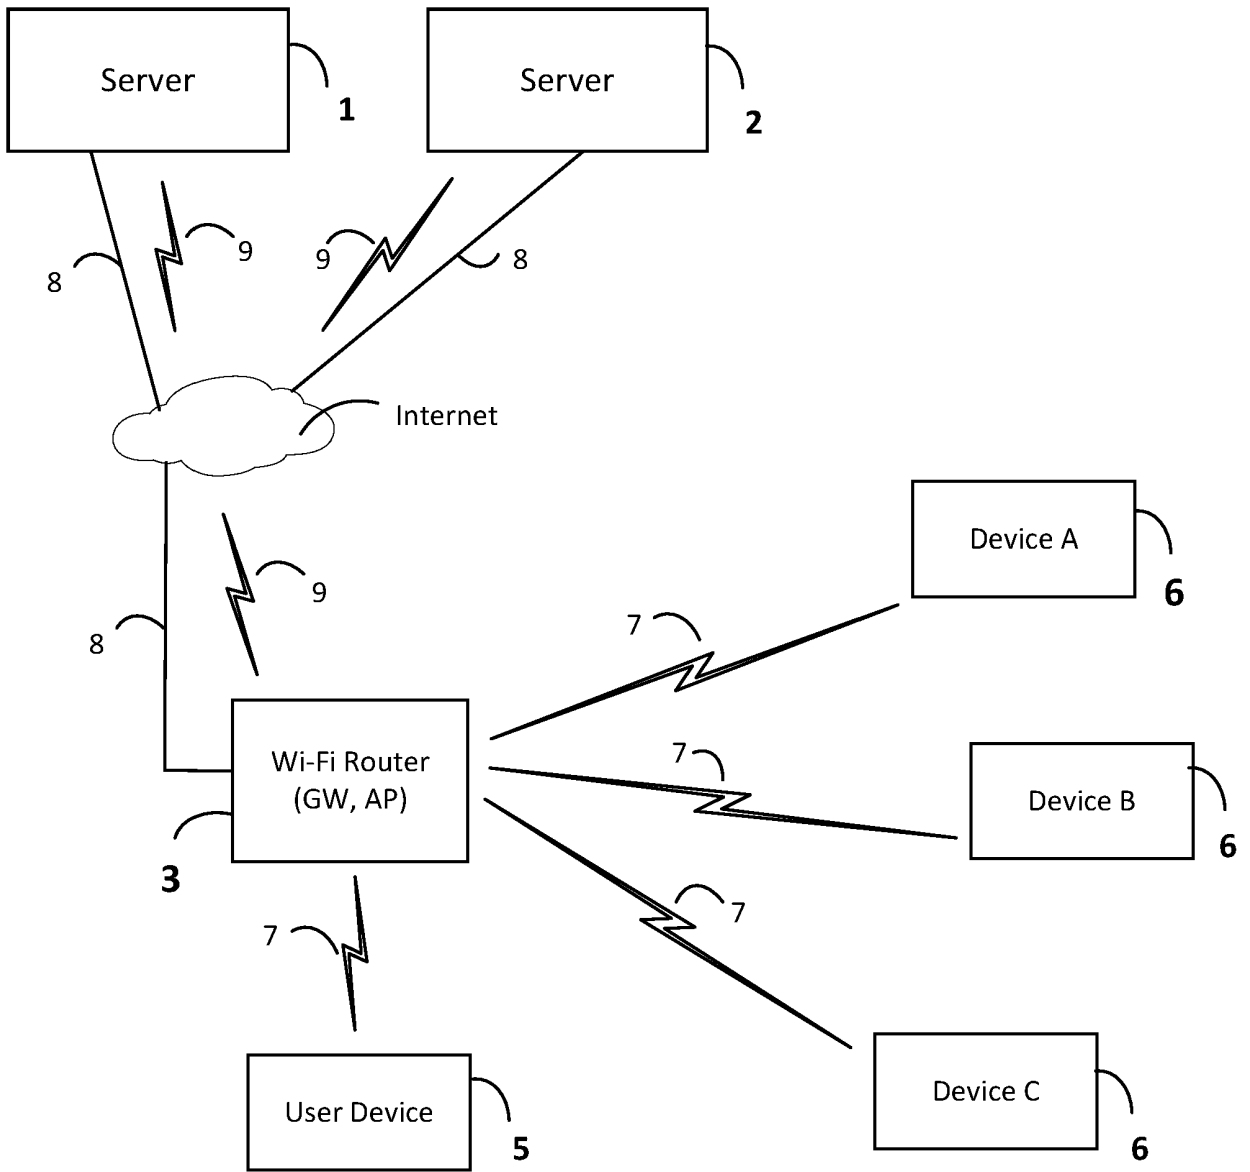 Server
1
Server
2
9
9
8
8
Internet
Device A
6
9
7
8
Wi-Fi Router
(GW, AP)
3
7
Device B
6
7
7
Device C
6
User Device
5